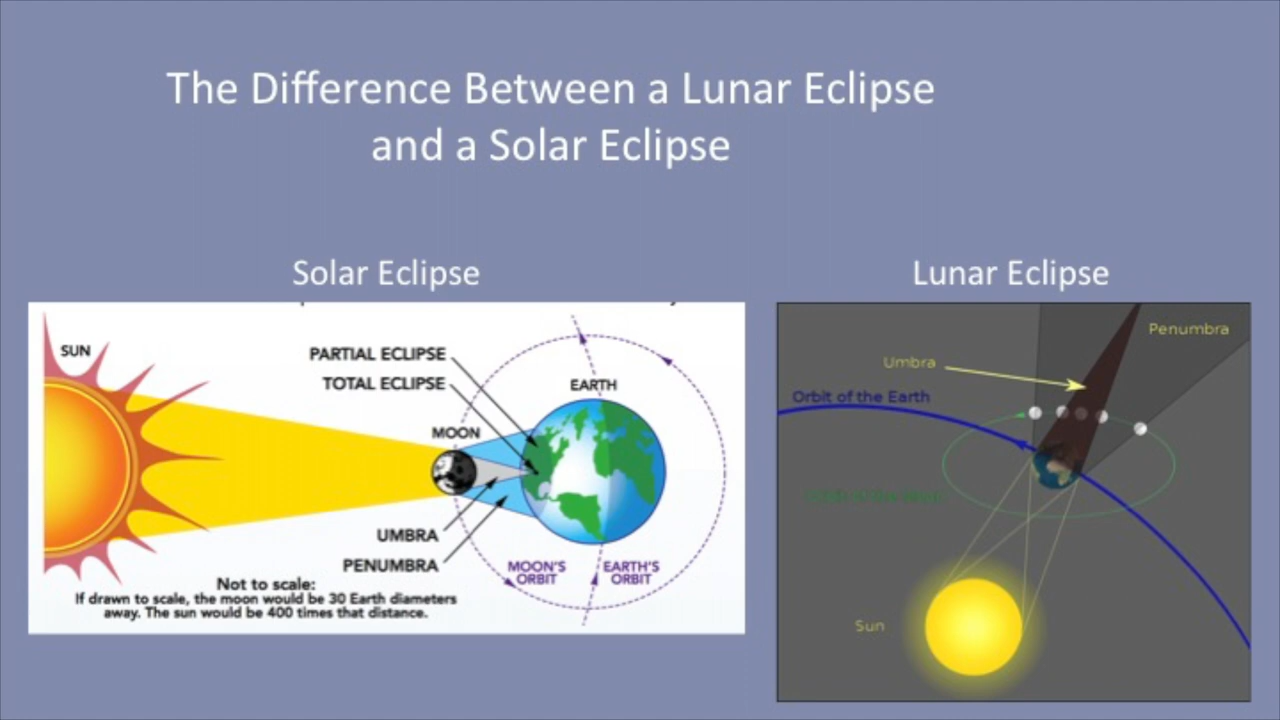 The Difference Between a Lunar Eclipse
and a Solar Eclipse
Solar Eclipse
SUN
PARTIAL ECLIPSE
TOTAL ECLIPSE
EARTH
MOON
UMBRA
PENUMBRA
MOON'S
ORBIT
EARTH'S
ORBIT
Not to scale:
If drawn to scale, the moon would be 30 Earth diameters
away. The sun would be 400 times that distance.
Lunar Eclipse
Penumbra
Umbra
Orbit of the Earth
Sun